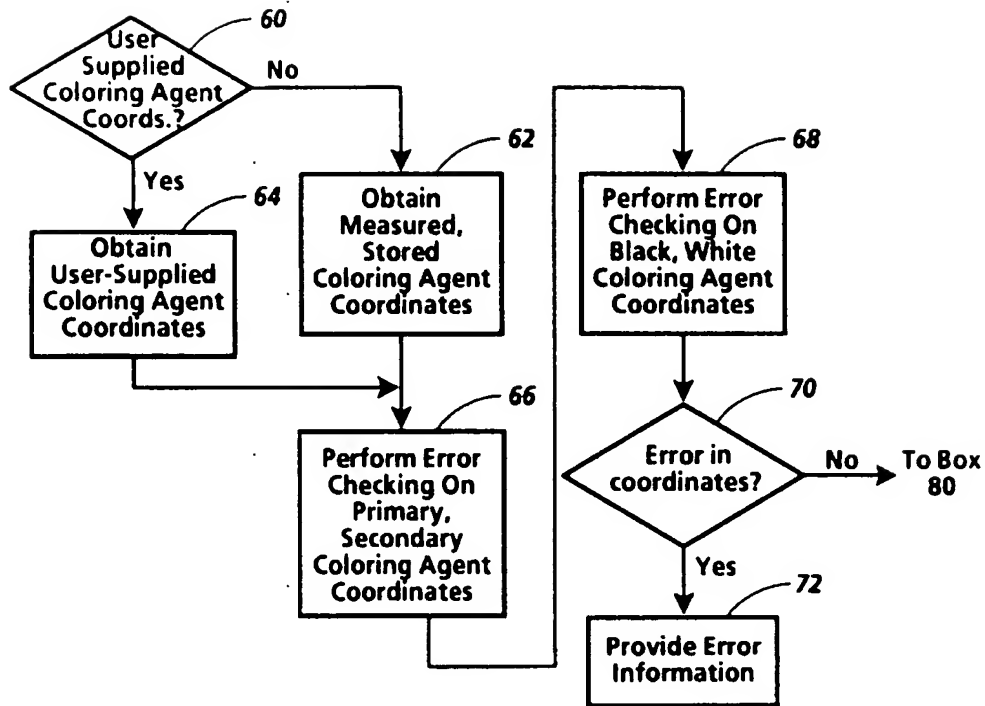 60
User
Supplied
Coloring Agent
Coords.?
No
Yes
64
Obtain
User-Supplied
Coloring Agent
Coordinates
62
Obtain
Measured,
Stored
Coloring Agent
Coordinates
66
Perform Error
Checking On
Primary,
Secondary
Coloring Agent
Coordinates
68
Perform Error
Checking On
Black, White
Coloring Agent
Coordinates
70
Error in
coordinates?
No
To Box
80
Yes
72
Provide Error
Information